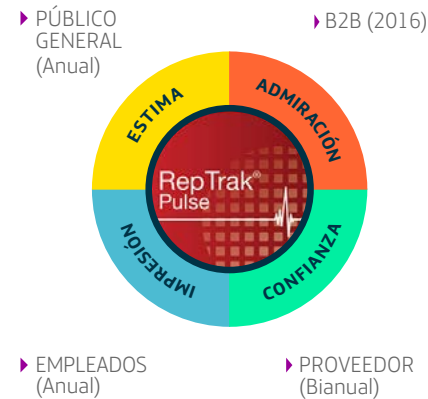 PÚBLICO
GENERAL
(Anual)
B2B (2016)
ESTIMA
ADMIRACIÓN
RepTrak®
Pulse
IMPRESIÓN
CONFIANZA
EMPLEADOS
(Anual)
PROVEEDOR
(Bianual)